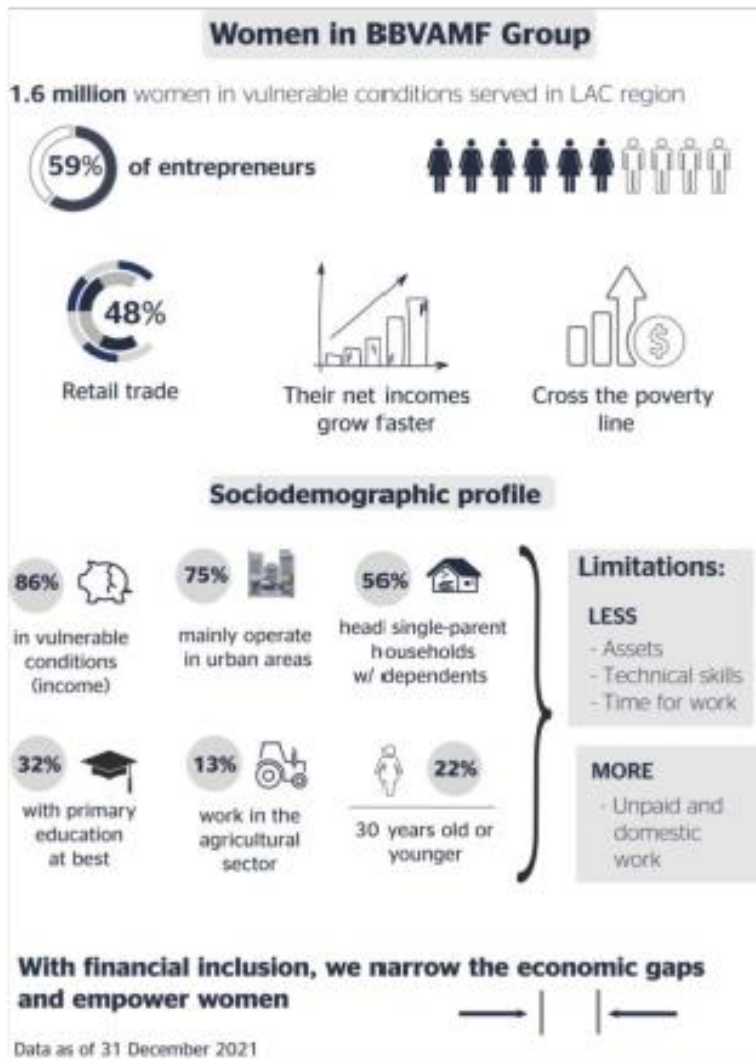 Women in BBVAMF Group
1.6 million women in vulnerable conditions served in LAC region
59% of entrepreneurs
48%
Retail trade
Their net incomes
grow faster
Cross the poverty
line
$
Sociodemographic profile
86%
in vulnerable
conditions
(income)
75%
mainly operate
in urban areas
56%
head single-parent
households
w/ dependents
32%
with primary
education
at best
13%
work in the
agricultural
sector
22%
30 years old or
younger
Limitations:
LESS
- Assets
- Technical skills
- Time for work
MORE
- Unpaid and
domestic
work
With financial inclusion, we narrow the economic gaps
and empower women
Data as of 31 December 2021